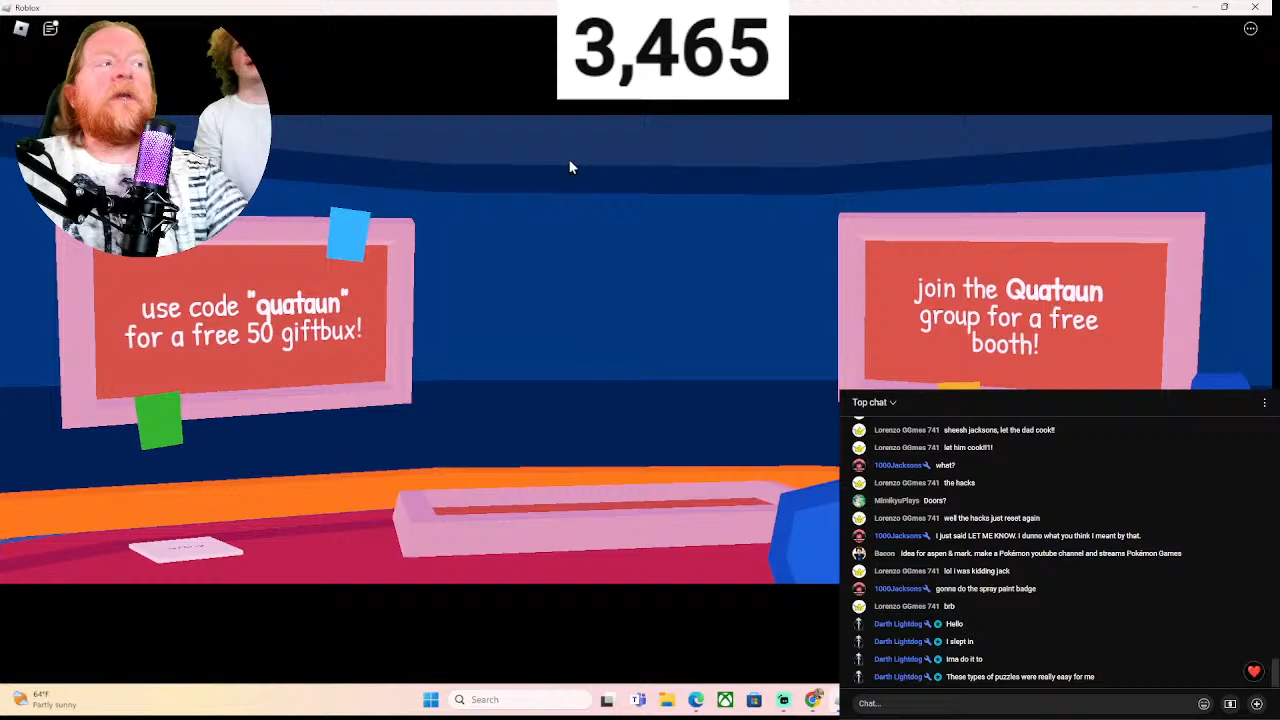 Roblox
3,465
use code "quataun"
for a free 50 giftbux!
join the Quataun
group for a free
booth!
Top chat
Lorenzo GGmes 741 sheesh jacksons, let the dad cook!!
Lorenzo GGmes 741 let him cook!!1!
1000Jacksons what?
Lorenzo GGmes 741 the hacks
MimikyuPlays Doors?
Lorenzo GGmes 741 well the hacks just reset again
1000Jacksons I just said LET ME KNOW. I dunno what you think I meant by that.
Bacon Idea for aspen & mark. make a Pokémon youtube channel and streams Pokémon Games
Lorenzo GGmes 741 lol i was kidding jack
1000Jacksons gonna do the spray paint badge
Lorenzo GGmes 741 brb
Darth Lightdog Hello
Darth Lightdog I slept in
Darth Lightdog Ima do it to
Darth Lightdog These types of puzzles were really easy for me
Chat...
64°F
Partly sunny
Search